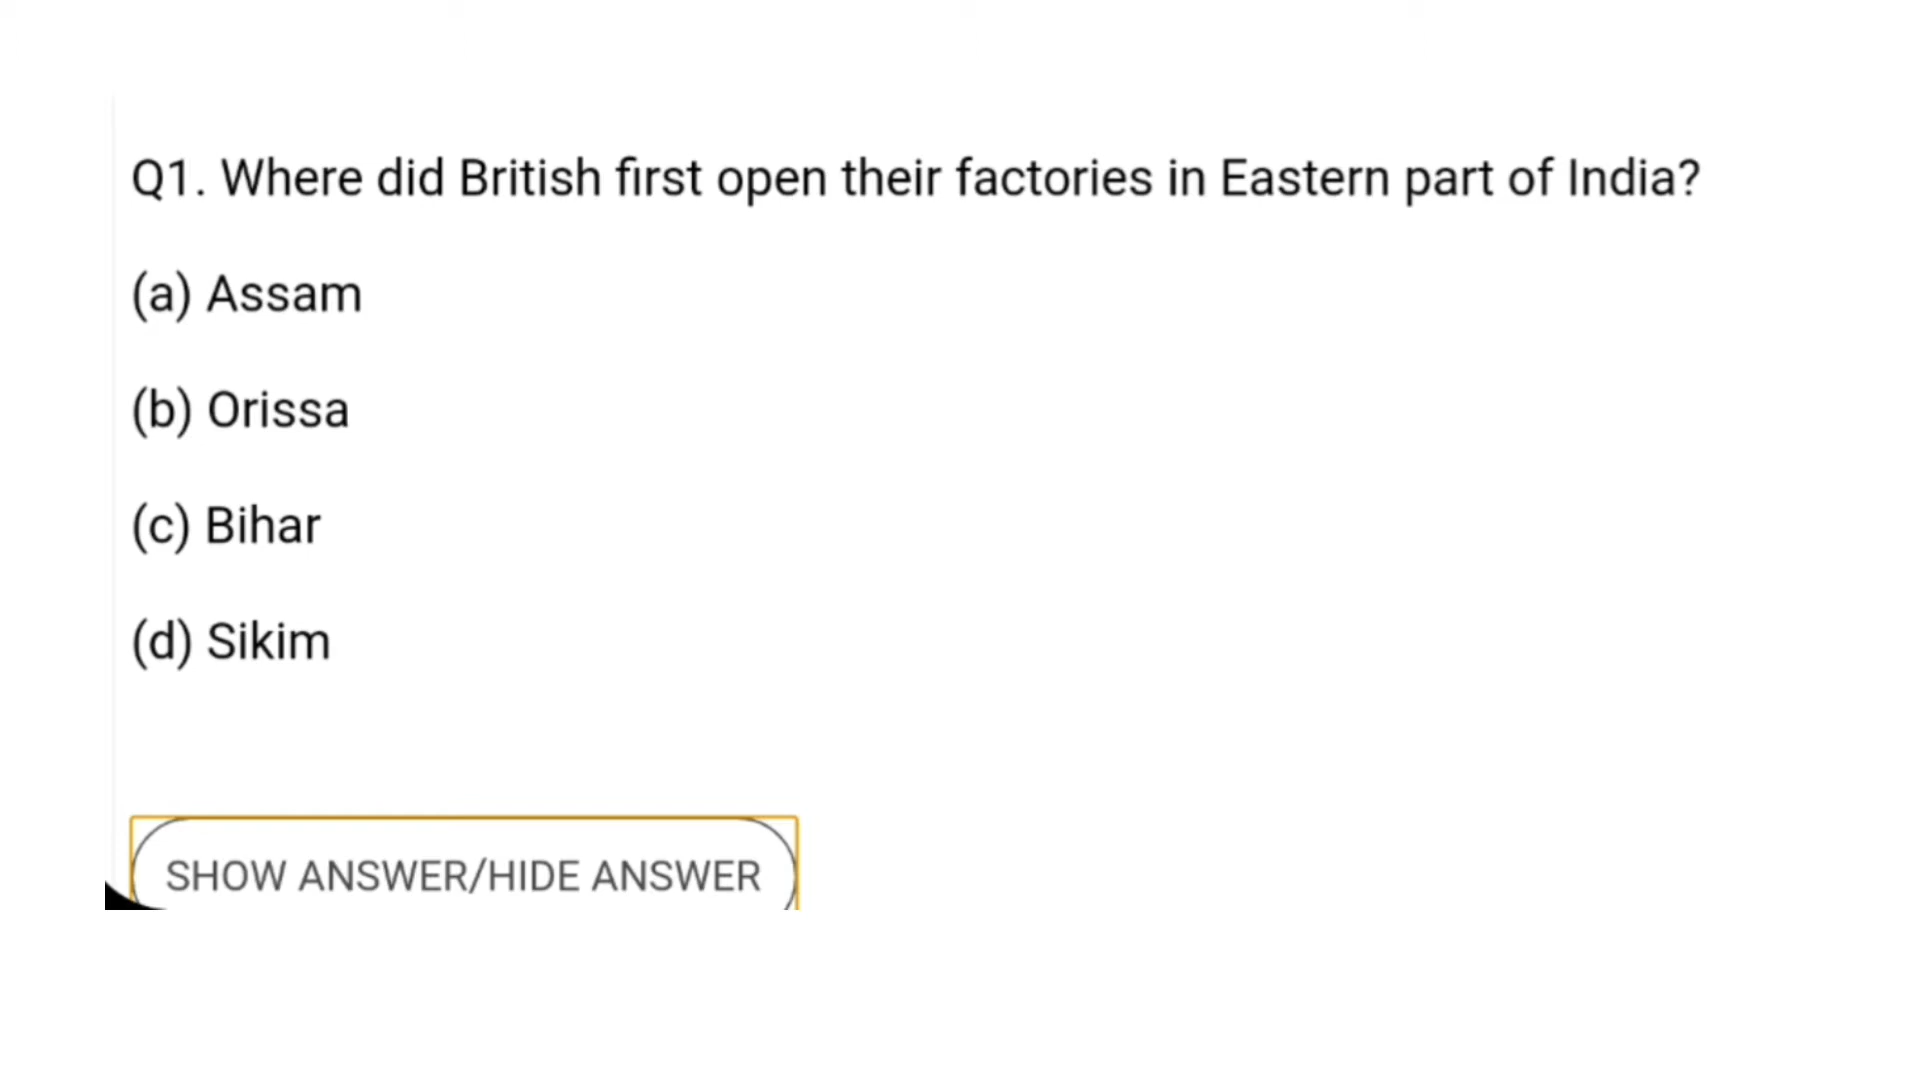 Q1. Where did British first open their factories in Eastern part of India?
(a) Assam
(b) Orissa
(c) Bihar
(d) Sikim
SHOW ANSWER/HIDE ANSWER